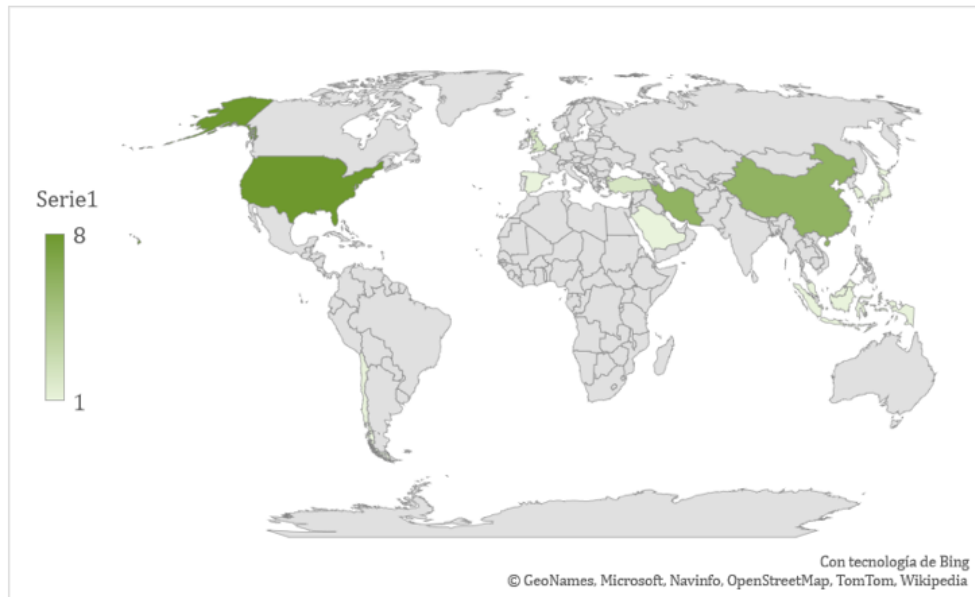 Serie1
8
1
Con tecnología de Bing
© GeoNames, Microsoft, Navinfo, OpenStreetMap, TomTom, Wikipedia